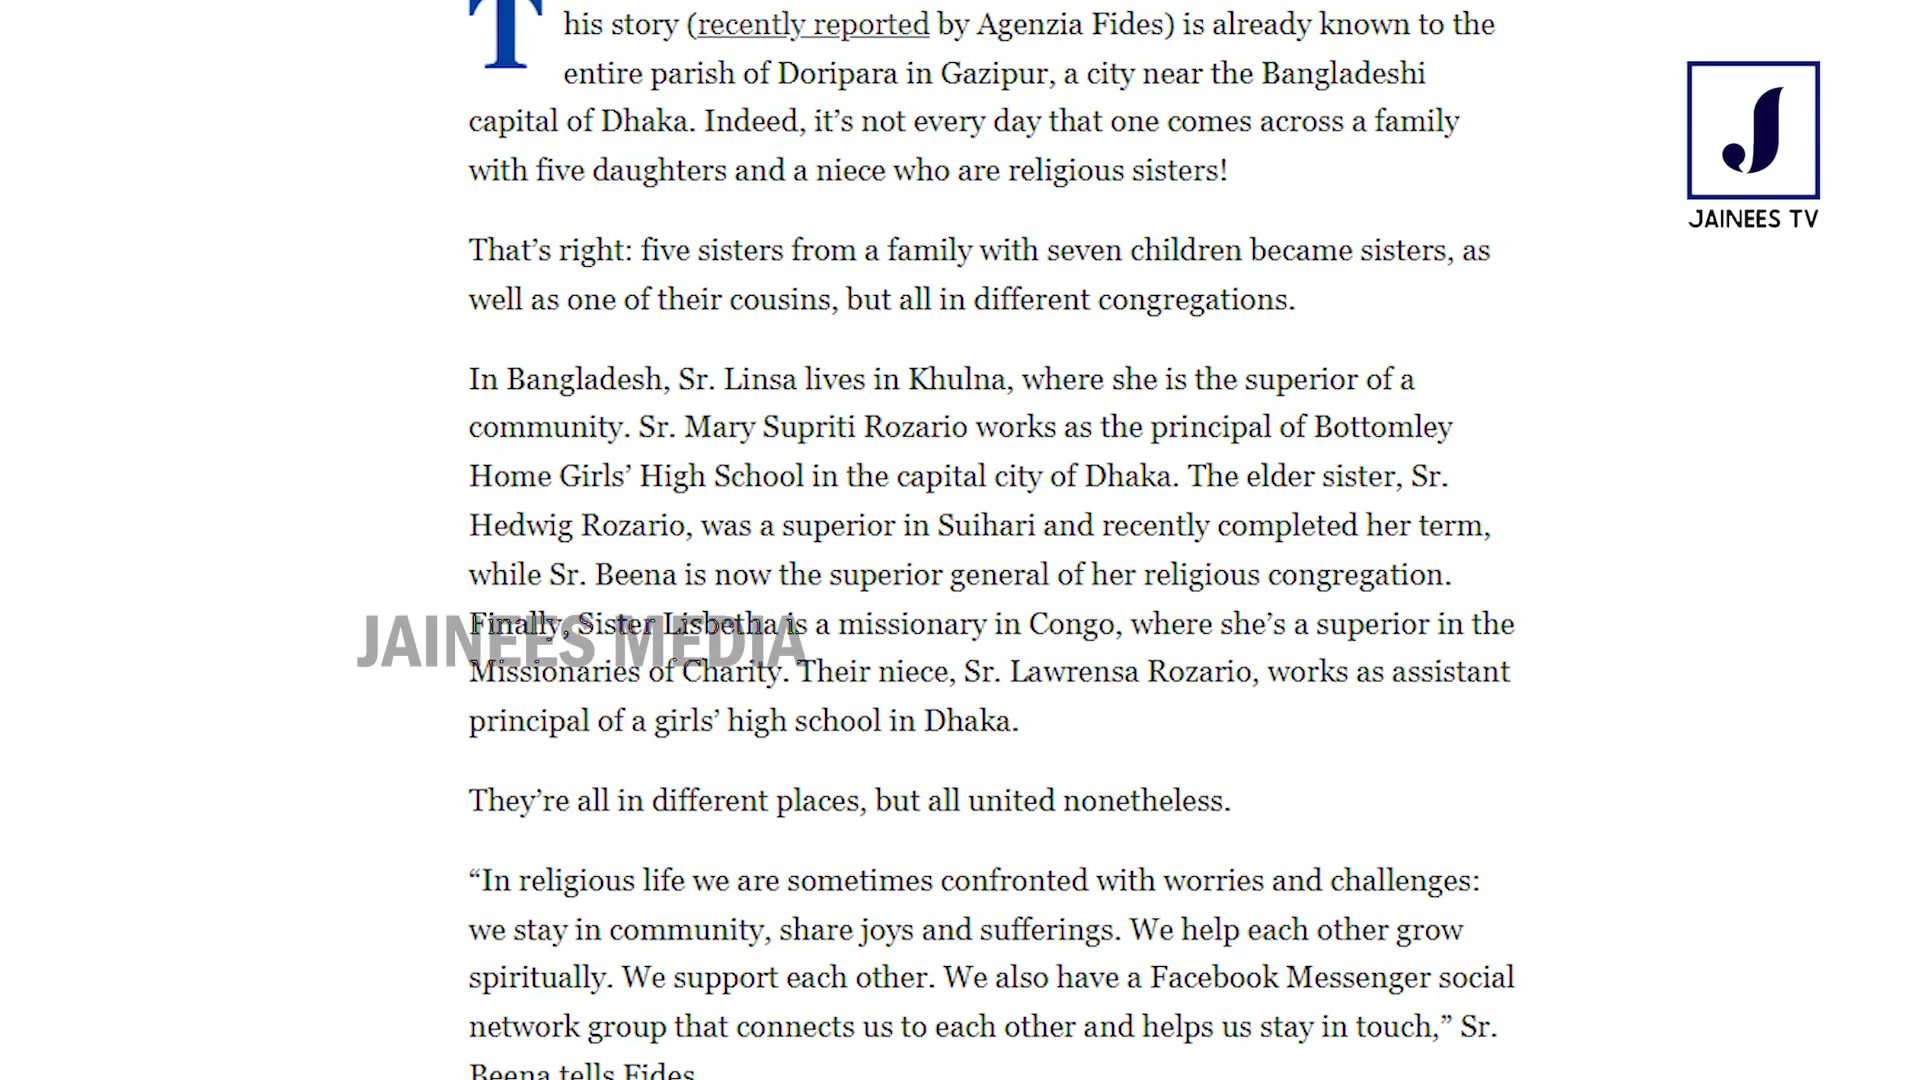 This story (recently reported by Agenzia Fides) is already known to the
entire parish of Doripara in Gazipur, a city near the Bangladeshi
capital of Dhaka. Indeed, it’s not every day that one comes across a family
with five daughters and a niece who are religious sisters!
JAINEES TV
That’s right: five sisters from a family with seven children became sisters, as
well as one of their cousins, but all in different congregations.
In Bangladesh, Sr. Linsa lives in Khulna, where she is the superior of a
community. Sr. Mary Supriti Rozario works as the principal of Bottomley
Home Girls’ High School in the capital city of Dhaka. The elder sister, Sr.
Hedwig Rozario, was a superior in Suihari and recently completed her term,
while Sr. Beena is now the superior general of her religious congregation.
Finally, Sister Lisbetha is a missionary in Congo, where she’s a superior in the
JAINEES MEDIA
Missionaries of Charity. Their niece, Sr. Lawrensa Rozario, works as assistant
principal of a girls’ high school in Dhaka.
They’re all in different places, but all united nonetheless.
“In religious life we are sometimes confronted with worries and challenges:
we stay in community, share joys and sufferings. We help each other grow
spiritually. We support each other. We also have a Facebook Messenger social
network group that connects us to each other and helps us stay in touch,” Sr.
Beena tells Fides.